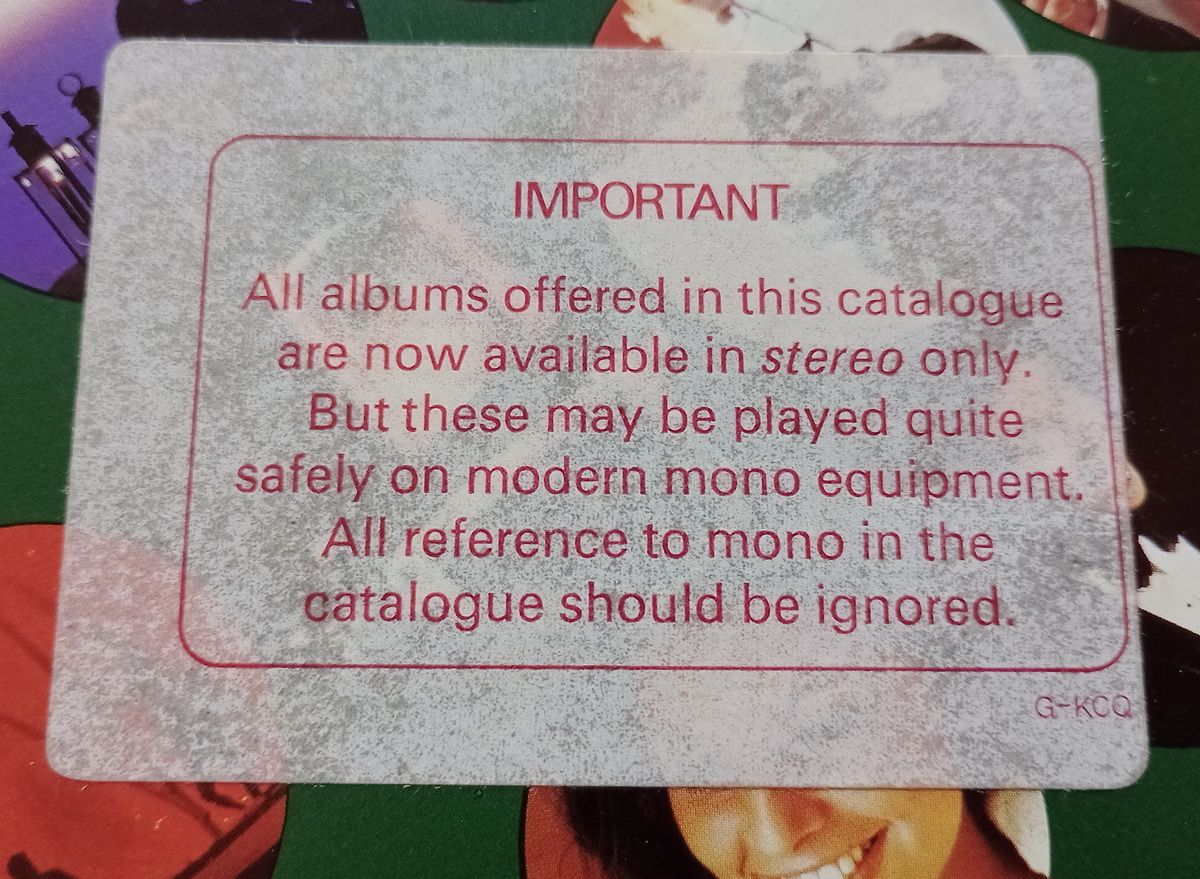 IMPORTANT
All albums offered in this catalogue
are now available in stereo only.
But these may be played quite
safely on modern mono equipment.
All reference to mono in the
catalogue should be ignored.
G-KCQ